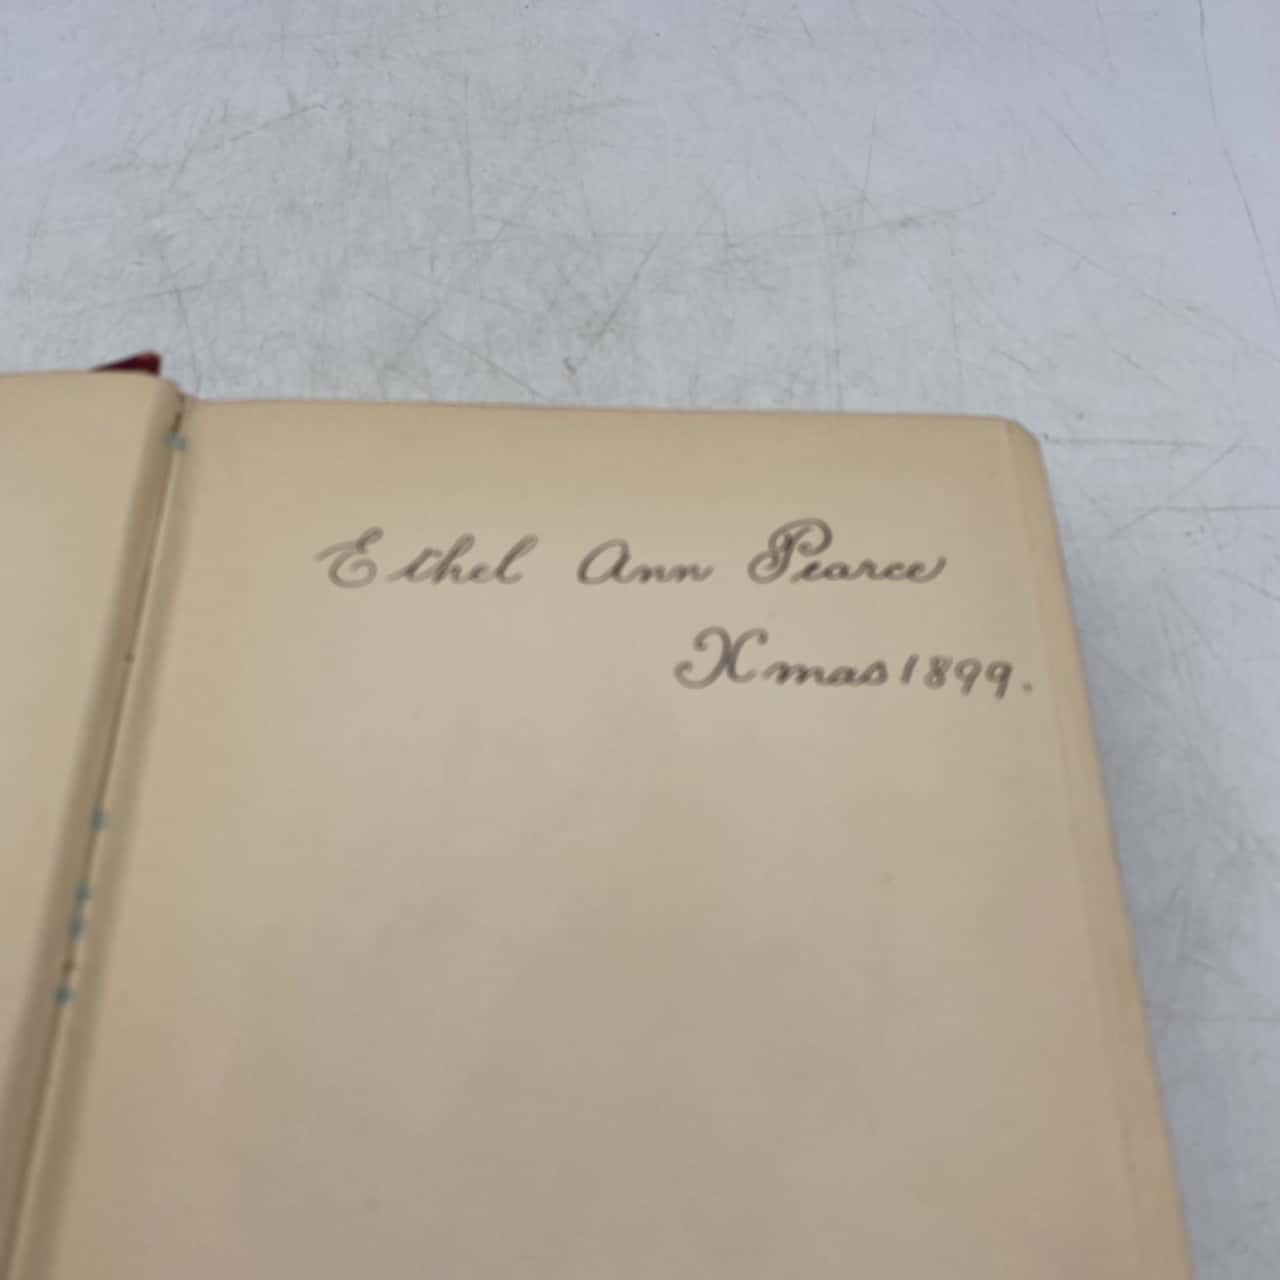 Ethel Ann Pearce
Xmas 1899.